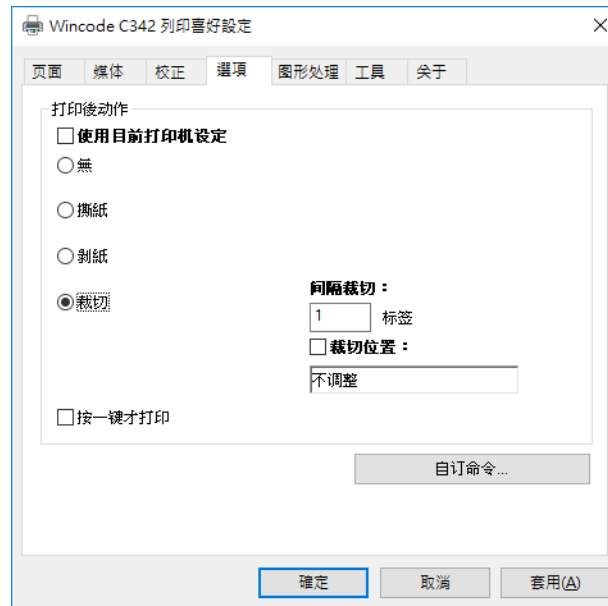 Wincode C342 列印喜好設定
页面 媒体 校正 選項 图形处理 工具 关于
打印後动作
使用目前打印机设定
無
撕紙
剝紙
裁切
间隔裁切：
1 标签
裁切位置：
不调整
按一键才打印
自订命令...
確定 取消 套用(A)